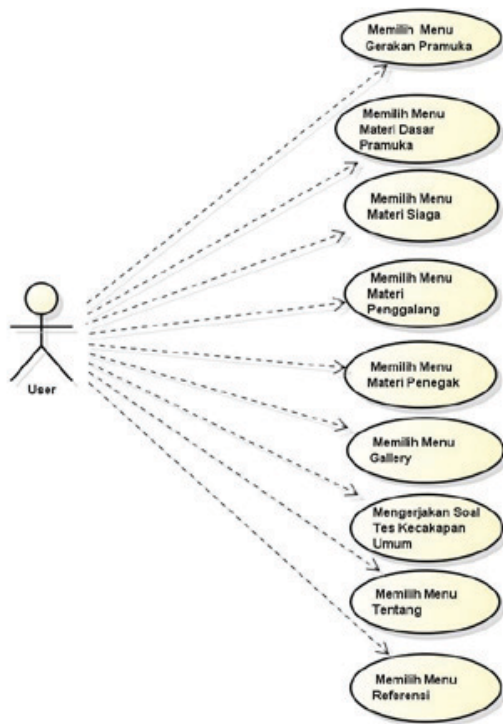 Memilih Menu
Gerakan Pramuka
Memilih Menu
Materi Dasar
Pramuka
Memilih Menu
Materi Siaga
Memilih Menu
Materi
Penggalang
User
Memilih Menu
Materi Penegak
Memilih Menu
Gallery
Mengerjakan Soal
Tes Kecakapan
Umum
Memilih Menu
Tentang
Memilih Menu
Referensi